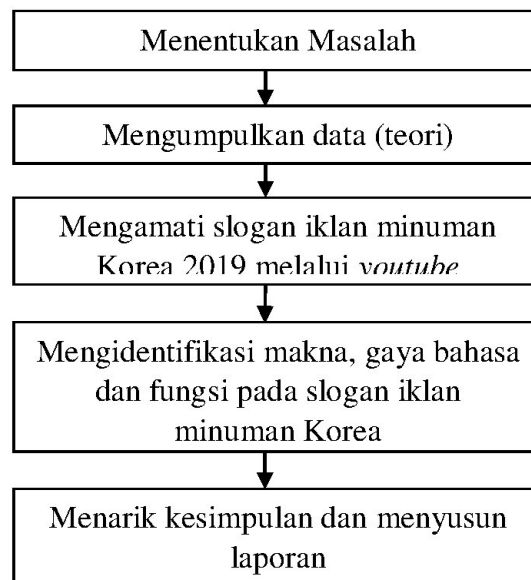 Menentukan Masalah
Mengumpulkan data (teori)
Mengamati slogan iklan minuman
Korea 2019 melalui youtube
Mengidentifikasi makna, gaya bahasa
dan fungsi pada slogan iklan
minuman Korea
Menarik kesimpulan dan menyusun
laporan